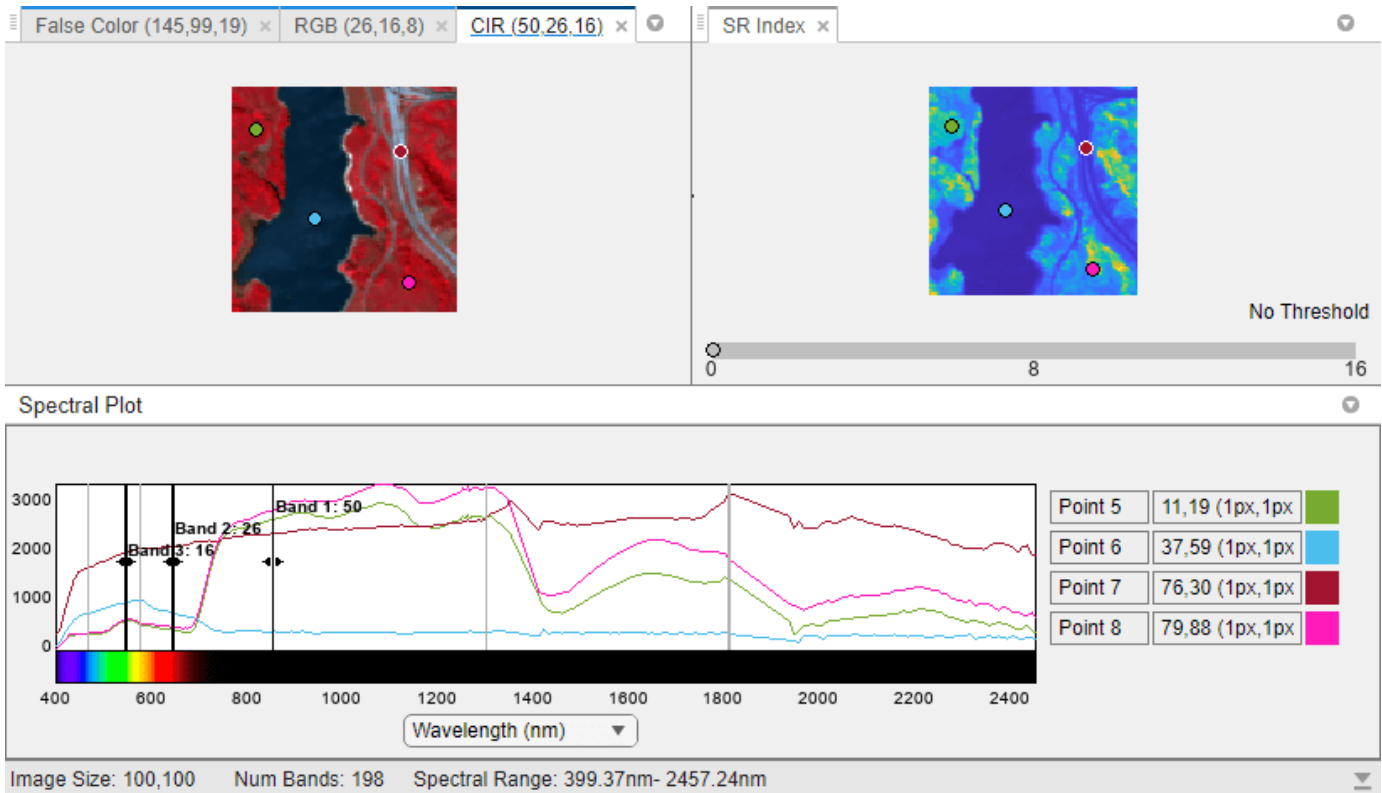 False Color (145,99,19) × RGB (26,16,8) × CIR (50,26,16) ×
SR Index ×
No Threshold
0 8 16
Spectral Plot
3000
2000
1000
0
Band 1: 50
Band 2: 26
Band 3: 16
400 600 800 1000 1200 1400 1600 1800 2000 2200 2400
Wavelength (nm)
Point 5 11,19 (1px,1px
Point 6 37,59 (1px,1px
Point 7 76,30 (1px,1px
Point 8 79,88 (1px,1px
Image Size: 100,100 Num Bands: 198 Spectral Range: 399.37nm- 2457.24nm